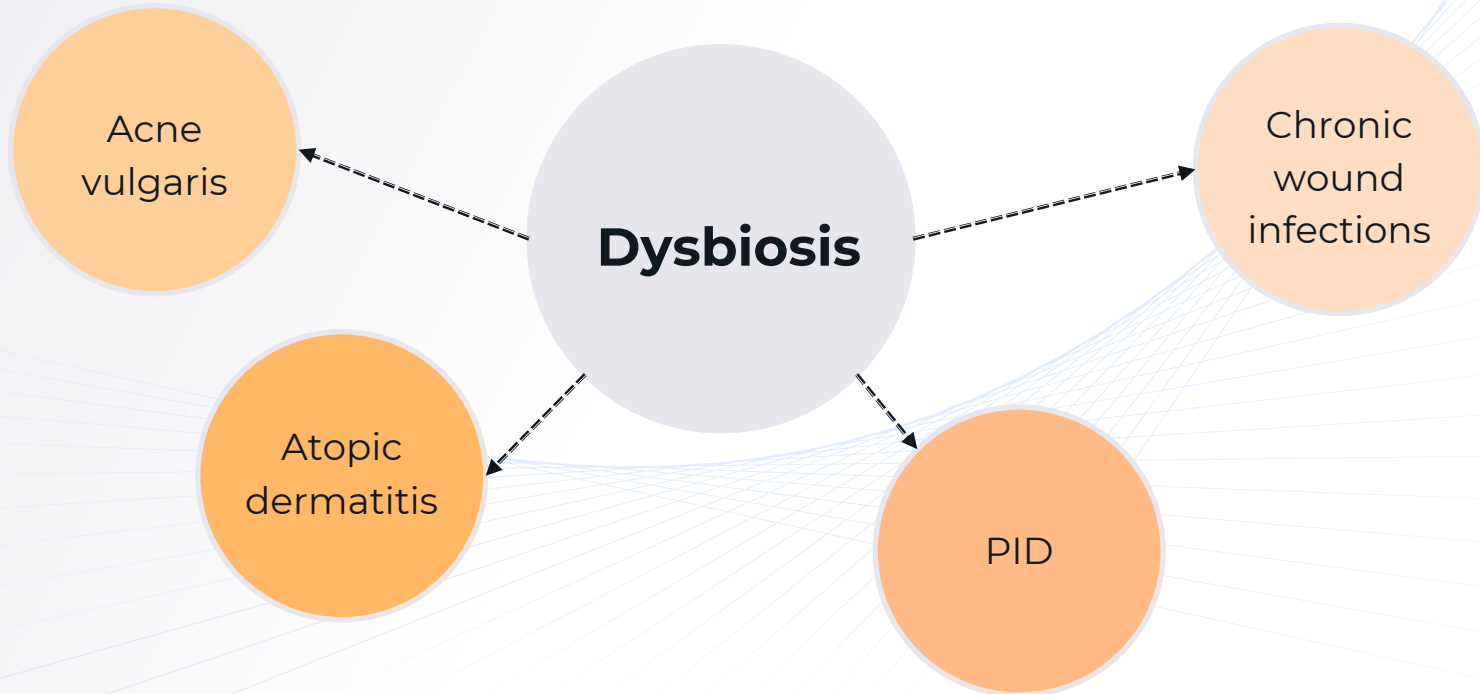 Acne
vulgaris
Dysbiosis
Chronic
wound
infections
Atopic
dermatitis
PID